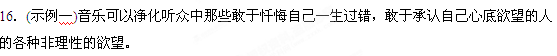 16. (示例一)音乐可以净化听众中那些敢于忏悔自己一生过错，敢于承认自己心底欲望的人
的各种非理性的欲望。